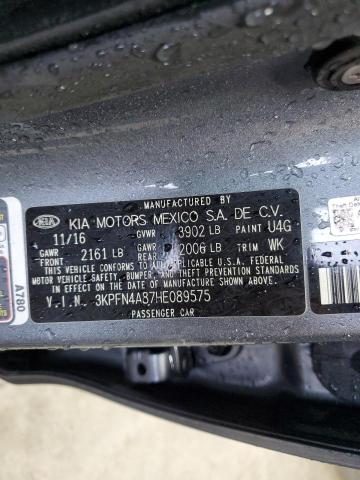 MANUFACTURED BY
KIA KIA MOTORS MEXICO S.A. DE C.V.
11/16 GVWR 3902 LB PAINT U4G
GAWR FRONT 2161 LB GAWR REAR 2006 LB TRIM WK
THIS VEHICLE CONFORMS TO ALL APPLICABLE U.S.A. FEDERAL
MOTOR VEHICLE SAFETY, BUMPER, AND THEFT PREVENTION
STANDARDS IN EFFECT ON THE DATE OF MANUFACTURE
SHOWN ABOVE.
V.I.N. 3KPFN4A87HE089575
PASSENGER CAR
A780